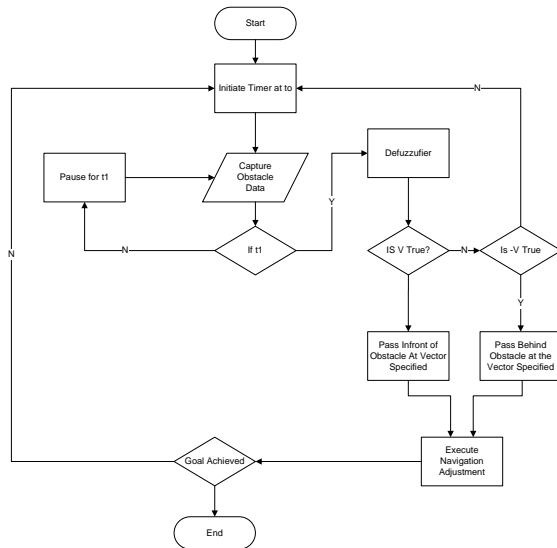 Start
Initiate Timer at to
N
Capture
Obstacle
Data
Defuzzufier
Pause for t1
Y
If t1
N
IS V True?
N
Is -V True
N
Y
Pass Infront of
Obstacle At Vector
Specified
Pass Behind
Obstacle at the
Vector Specified
Execute
Navigation
Adjustment
Goal Achieved
End